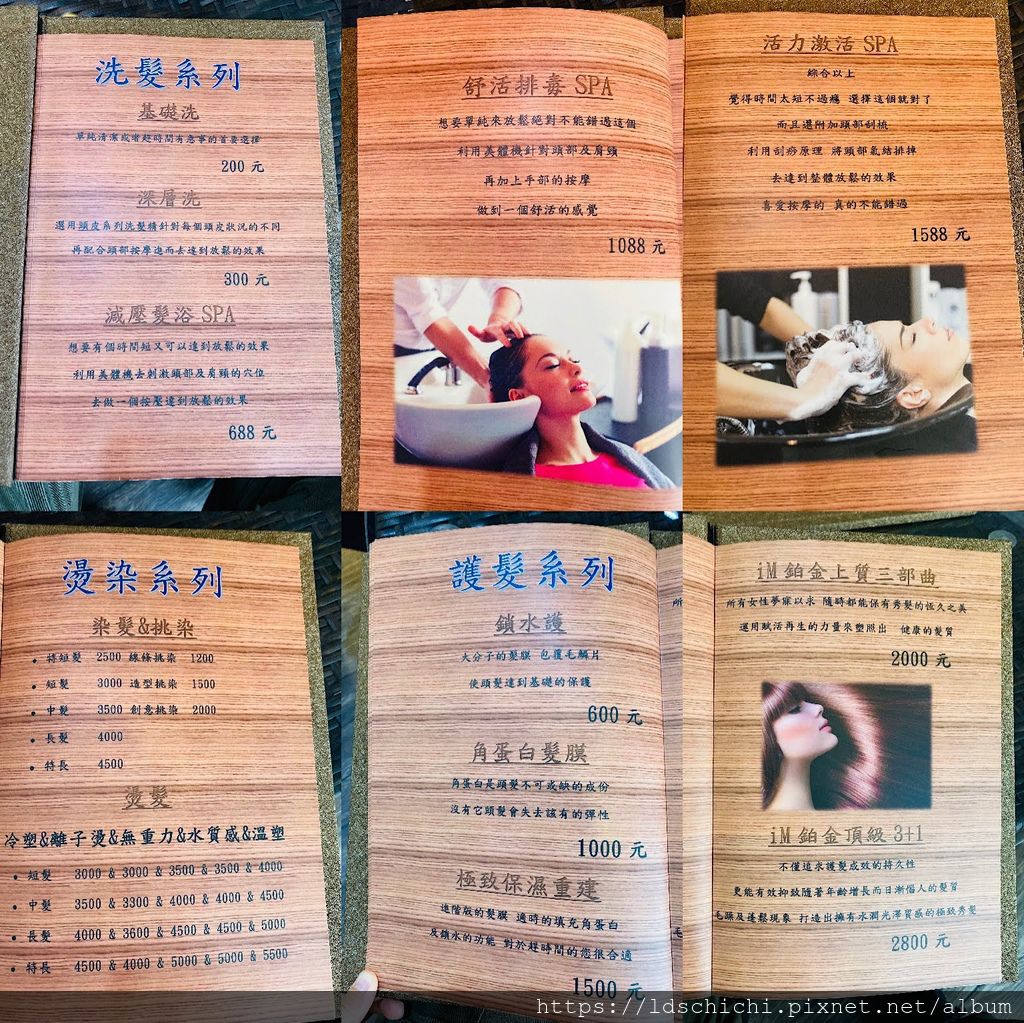 洗髮系列
基礎洗
單純清潔或者趕時間有急事的首要選擇
200 元
深層洗
選用頭皮系列洗髮精針對每個頭皮狀況的不同
再配合頭部按摩進而去達到放鬆的效果
300 元
減壓髮浴 SPA
想要有個時間短又可以達到放鬆的效果
利用美體機去刺激頭部及肩頸的穴位
去做一個按壓達到放鬆的效果
688 元
舒活排毒 SPA
想要單純來放鬆絕對不能錯過這個
利用美體機針對頭部及肩頸
再加上手部的按摩
做到一個舒活的感覺
1088 元
活力激活 SPA
綜合以上
覺得時間太短不過癮 選擇這個就對了
而且還附加頭部刮梳
利用刮痧原理 將頭部氣結排掉
去達到整體放鬆的效果
喜愛按摩的 真的不能錯過
1588 元
燙染系列
染髮&挑染
• 特短髮 2500 線條挑染 1200
• 短髮 3000 造型挑染 1500
• 中髮 3500 創意挑染 2000
• 長髮 4000
• 特長 4500
燙髮
冷塑&離子燙&無重力&水質感&溫塑
• 短髮 3000 & 3000 & 3500 & 3500 & 4000
• 中髮 3500 & 3300 & 4000 & 4000 & 4500
• 長髮 4000 & 3600 & 4500 & 4500 & 5000
• 特長 4500 & 4000 & 5000 & 5000 & 5500
護髮系列
鎖水護
大分子的髮膜 包覆毛鱗片
使頭髮達到基礎的保護
600 元
角蛋白髮膜
角蛋白是頭髮不可或缺的成份
沒有它頭髮會失去該有的彈性
1000 元
極致保濕重建
進階版的髮膜 適時的填充角蛋白
及鎖水的功能 對於趕時間的您很合適
1500 元
iM 鉑金上質三部曲
所有女性夢寐以求 隨時都能保有秀髮的恆久之美
運用賦活再生的力量來塑照出 健康的髮質
2000 元
iM 鉑金頂級 3+1
不僅追求護髮成效的持久性
更能有效抑致隨著年齡增長而日漸惱人的髮質
毛躁及蓬鬆現象 打造出擁有水潤光澤質感的極致秀髮
2800 元
https://ldschichi.pixnet.net/album